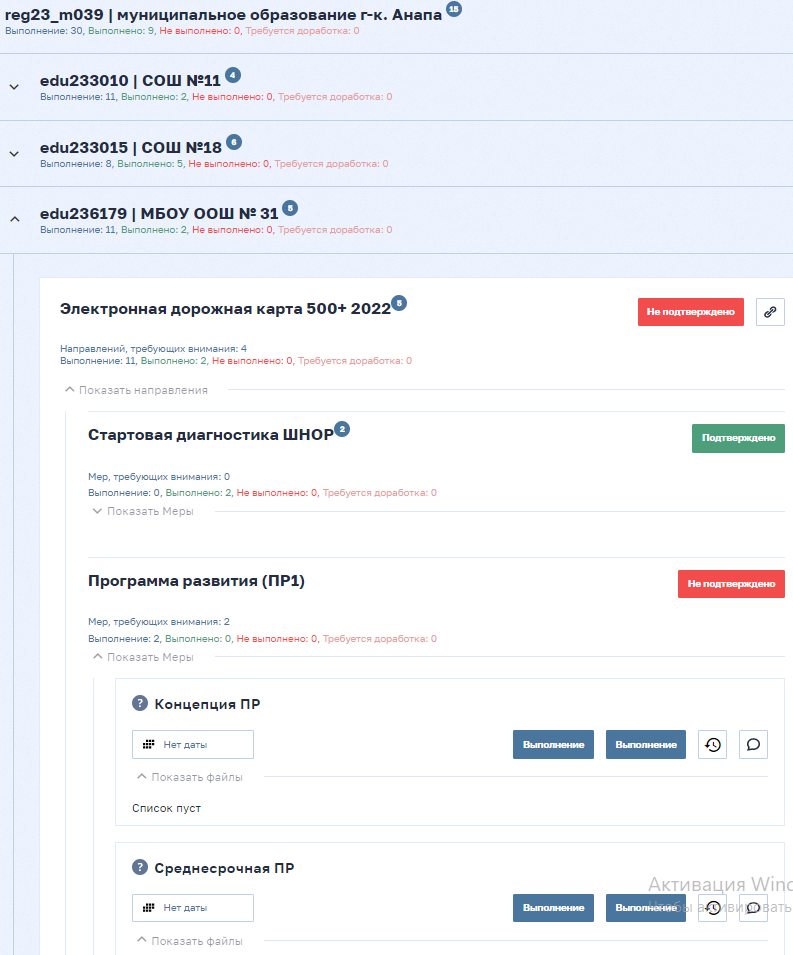 reg23_m039 | муниципальное образование г-к. Анапа 15
Выполнение: 30, Выполнено: 9, Не выполнено: 0, Требуется доработка: 0
edu233010 | СОШ №11 4
Выполнение: 11, Выполнено: 2, Не выполнено: 0, Требуется доработка: 0
edu233015 | СОШ №18 6
Выполнение: 8, Выполнено: 5, Не выполнено: 0, Требуется доработка: 0
edu236179 | МБОУ ООШ № 31 5
Выполнение: 11, Выполнено: 2, Не выполнено: 0, Требуется доработка: 0
Электронная дорожная карта 500+ 2022 5 Не подтверждено
Направлений, требующих внимания: 4
Выполнение: 11, Выполнено: 2, Не выполнено: 0, Требуется доработка: 0
Показать направления
Стартовая диагностика ШНОР 2 Подтверждено
Мер, требующих внимания: 0
Выполнение: 0, Выполнено: 2, Не выполнено: 0, Требуется доработка: 0
Показать Меры
Программа развития (ПР1) Не подтверждено
Мер, требующих внимания: 2
Выполнение: 2, Выполнено: 0, Не выполнено: 0, Требуется доработка: 0
Показать Меры
? Концепция ПР
Нет даты Выполнение Выполнение
Показать файлы
Список пуст
? Среднесрочная ПР
Активация Wind
Нет даты Выполнение Выполнение
Чтобы активировать
Показать файлы